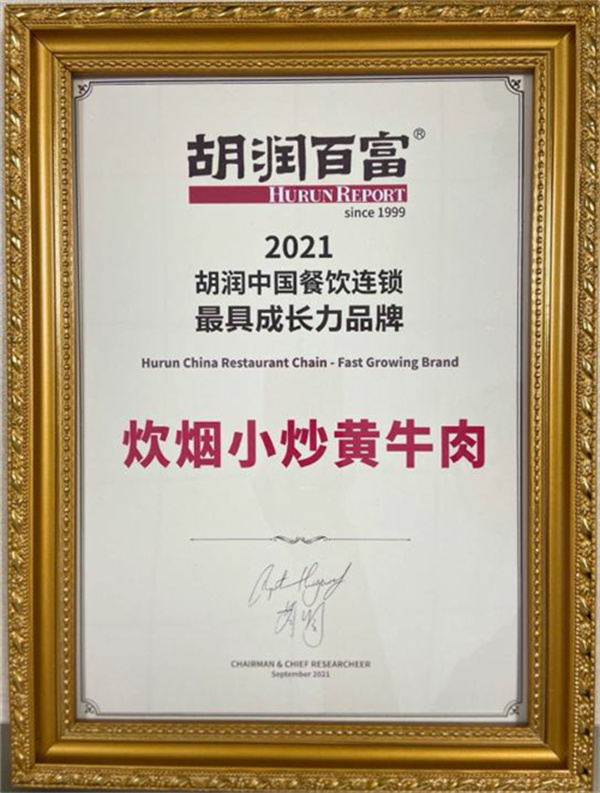 胡润百富®
HURUN REPORT
since 1999
2021
胡润中国餐饮连锁
最具成长力品牌
Hurun China Restaurant Chain - Fast Growing Brand
炊烟小炒黄牛肉
胡润
CHAIRMAN & CHIEF RESEARCHEER
September 2021